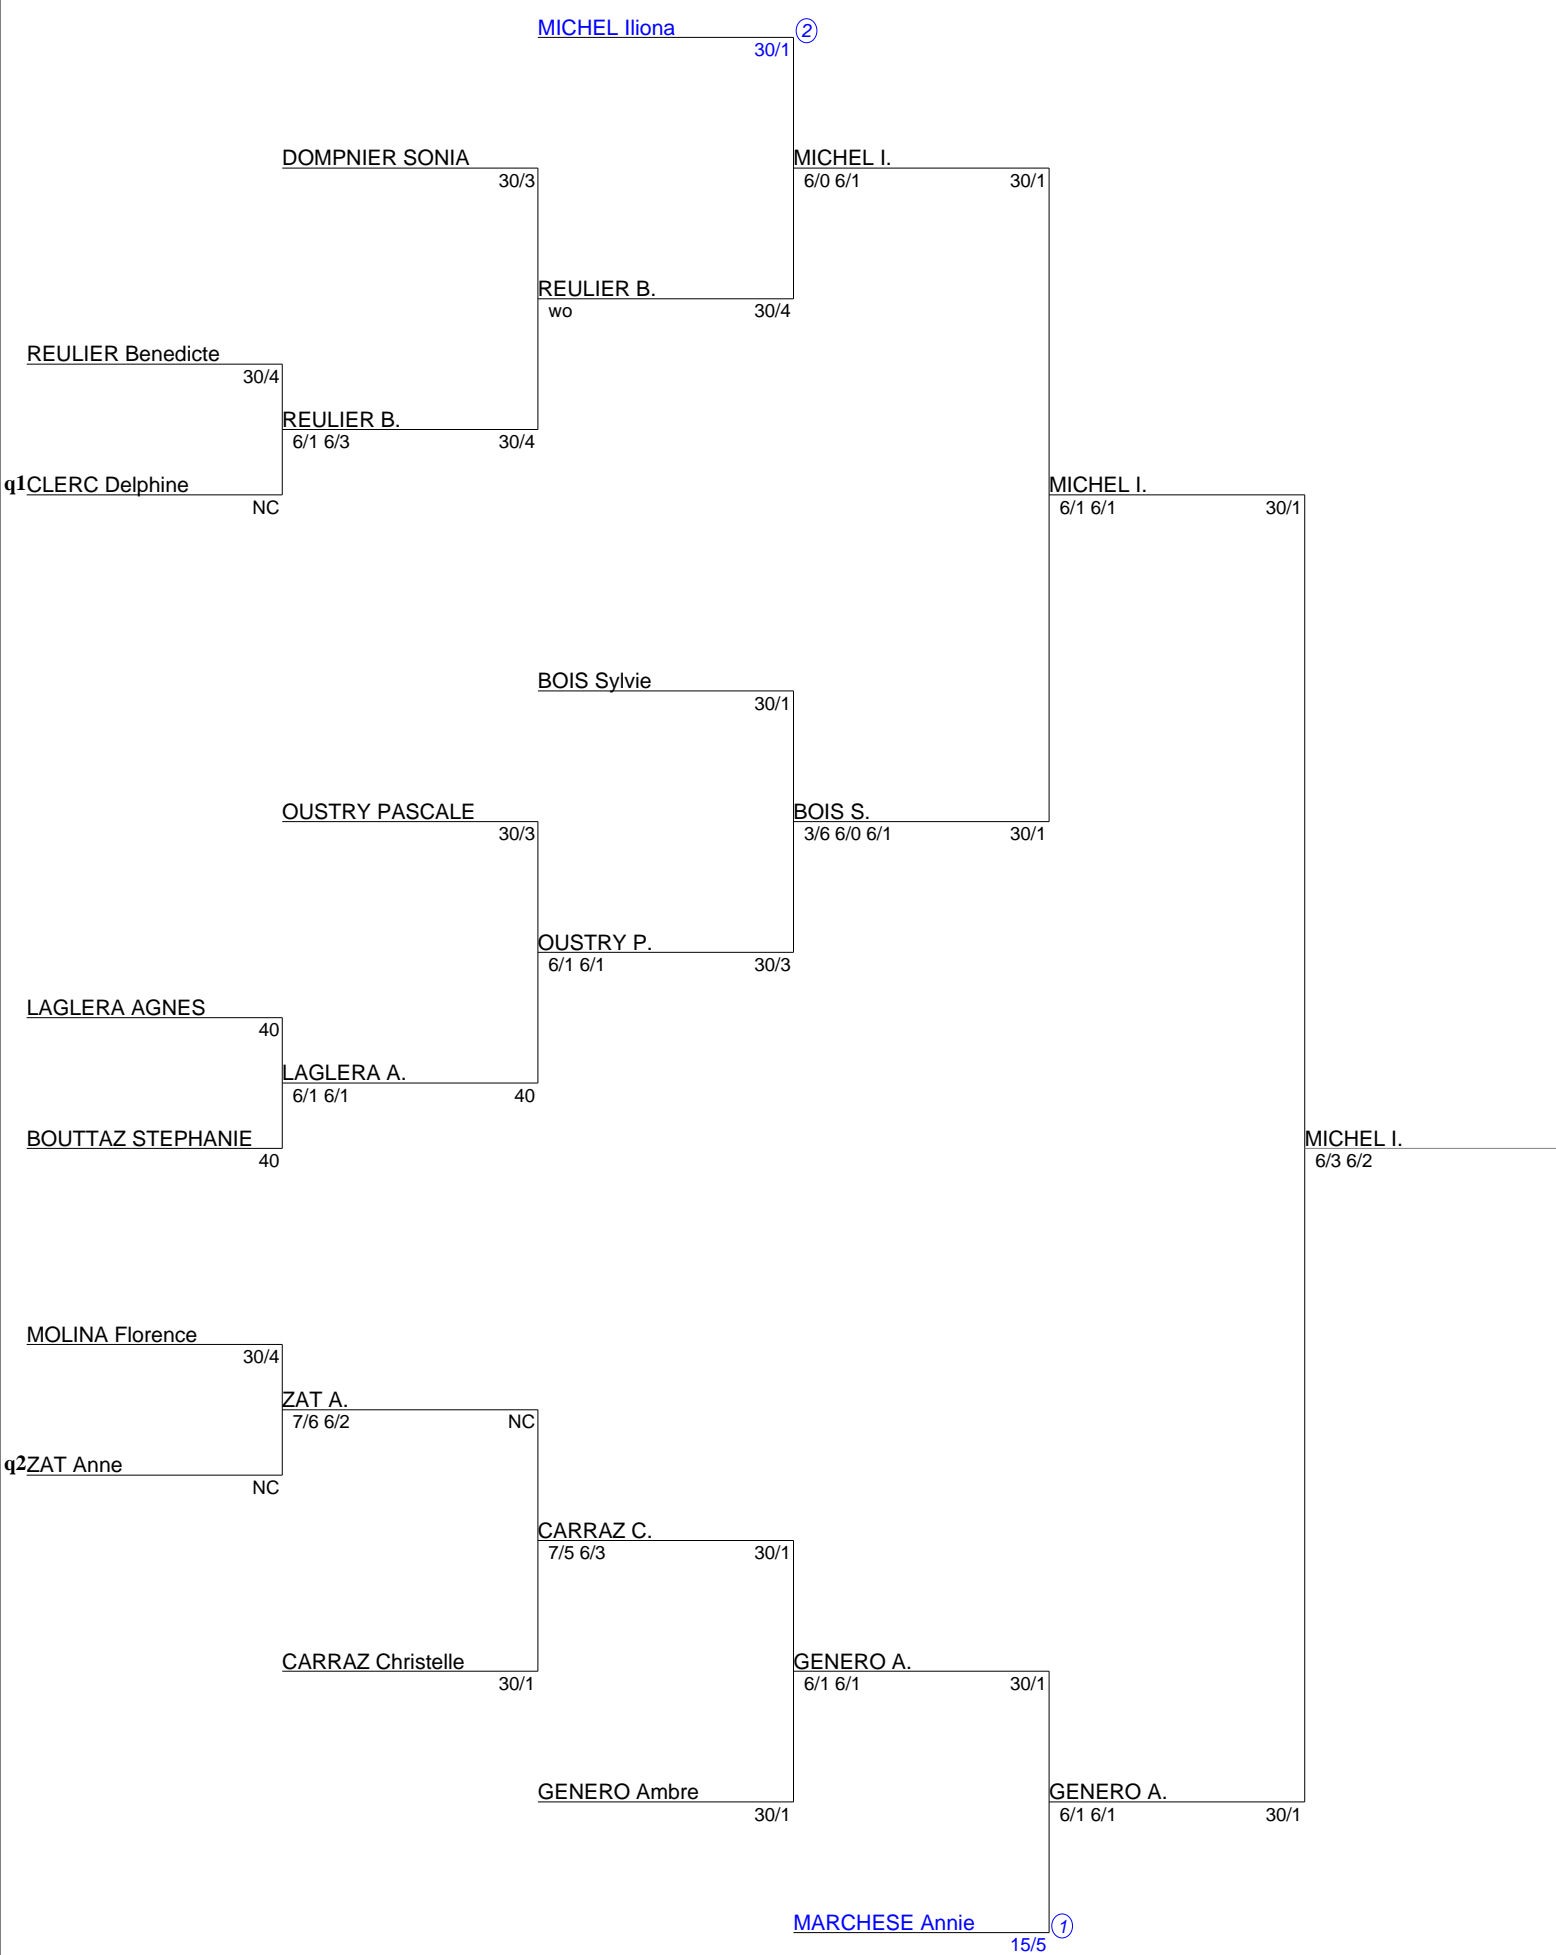 MICHEL Iliona
2
30/1
DOMPNIER SONIA
30/3
MICHEL I.
6/0 6/1 30/1
REULIER B.
wo 30/4
REULIER Benedicte
30/4
REULIER B.
6/1 6/3 30/4
q1 CLERC Delphine
NC
MICHEL I.
6/1 6/1 30/1
BOIS Sylvie
30/1
OUSTRY PASCALE
30/3
BOIS S.
3/6 6/0 6/1 30/1
OUSTRY P.
6/1 6/1 30/3
LAGLERA AGNES
40
LAGLERA A.
6/1 6/1 40
BOUTTAZ STEPHANIE
40
MICHEL I.
6/3 6/2
MOLINA Florence
30/4
ZAT A.
7/6 6/2 NC
q2 ZAT Anne
NC
CARRAZ C.
7/5 6/3 30/1
CARRAZ Christelle
30/1
GENERO A.
6/1 6/1 30/1
GENERO Ambre
30/1
GENERO A.
6/1 6/1 30/1
MARCHESE Annie
1
15/5